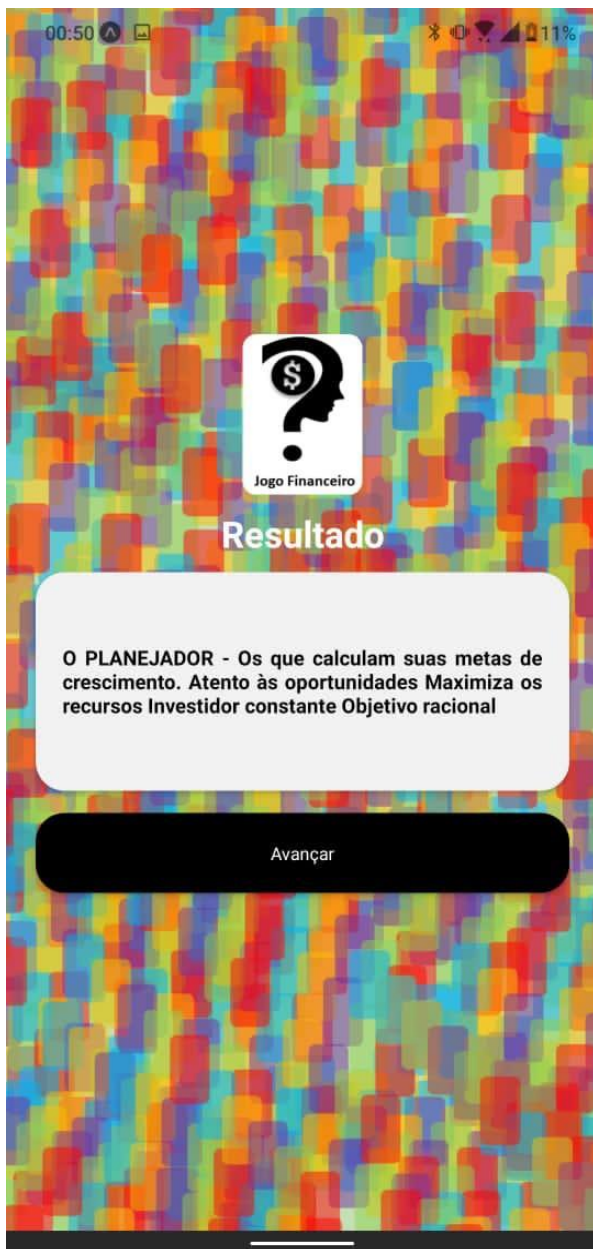 00:50
11%
$
Jogo Financeiro
Resultado
O PLANEJADOR - Os que calculam suas metas de
crescimento. Atento às oportunidades Maximiza os
recursos Investidor constante Objetivo racional
Avançar